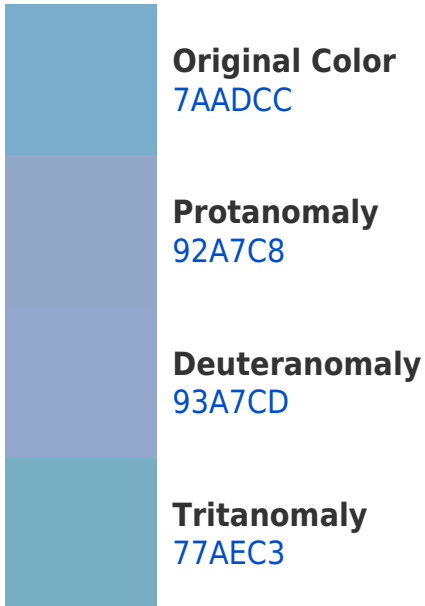 Original Color
7AADCC
Protanomaly
92A7C8
Deuteranomaly
93A7CD
Tritanomaly
77AEC3